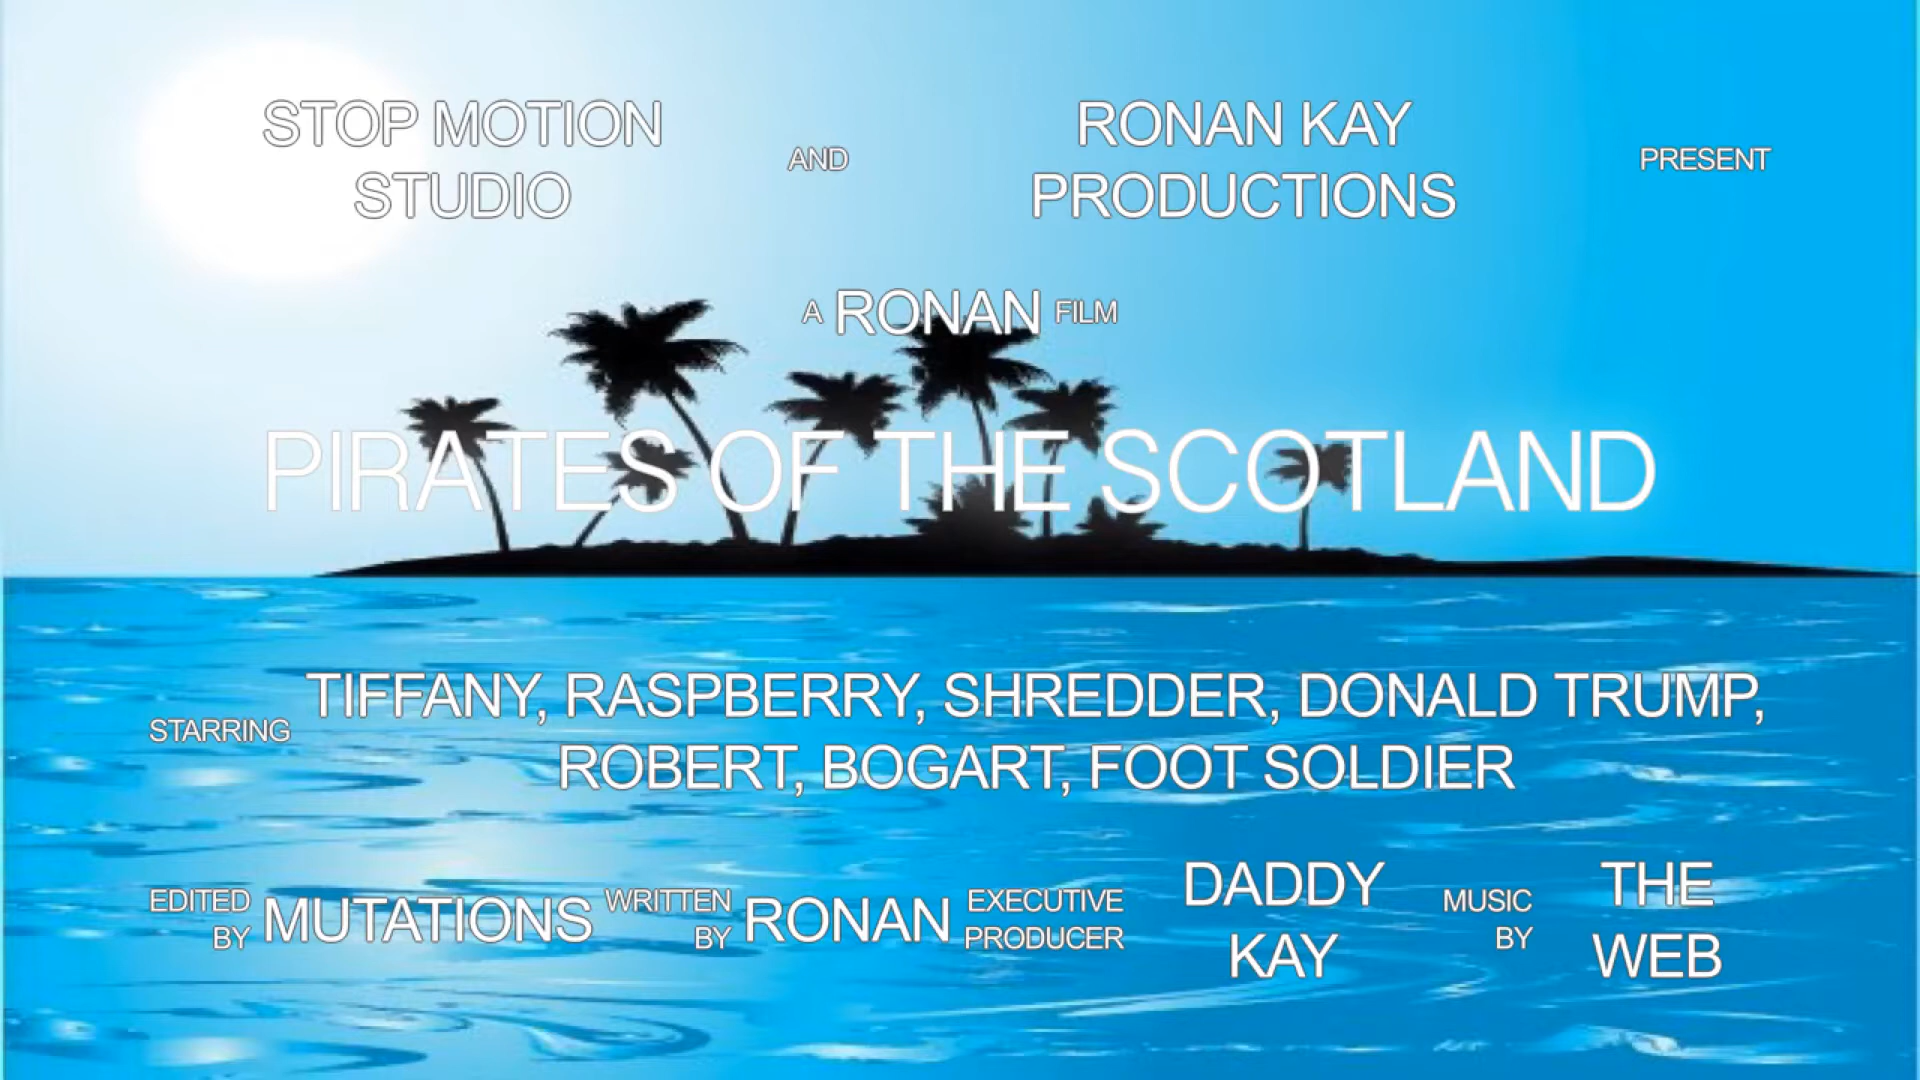 STOP MOTION
STUDIO
AND
RONAN KAY
PRODUCTIONS
PRESENT
A RONAN FILM
PIRATES OF THE SCOTLAND
STARRING
TIFFANY, RASPBERRY, SHREDDER, DONALD TRUMP,
ROBERT, BOGART, FOOT SOLDIER
EDITED
BY
MUTATIONS
WRITTEN
BY
RONAN
EXECUTIVE
PRODUCER
DADDY
KAY
MUSIC
BY
THE
WEB